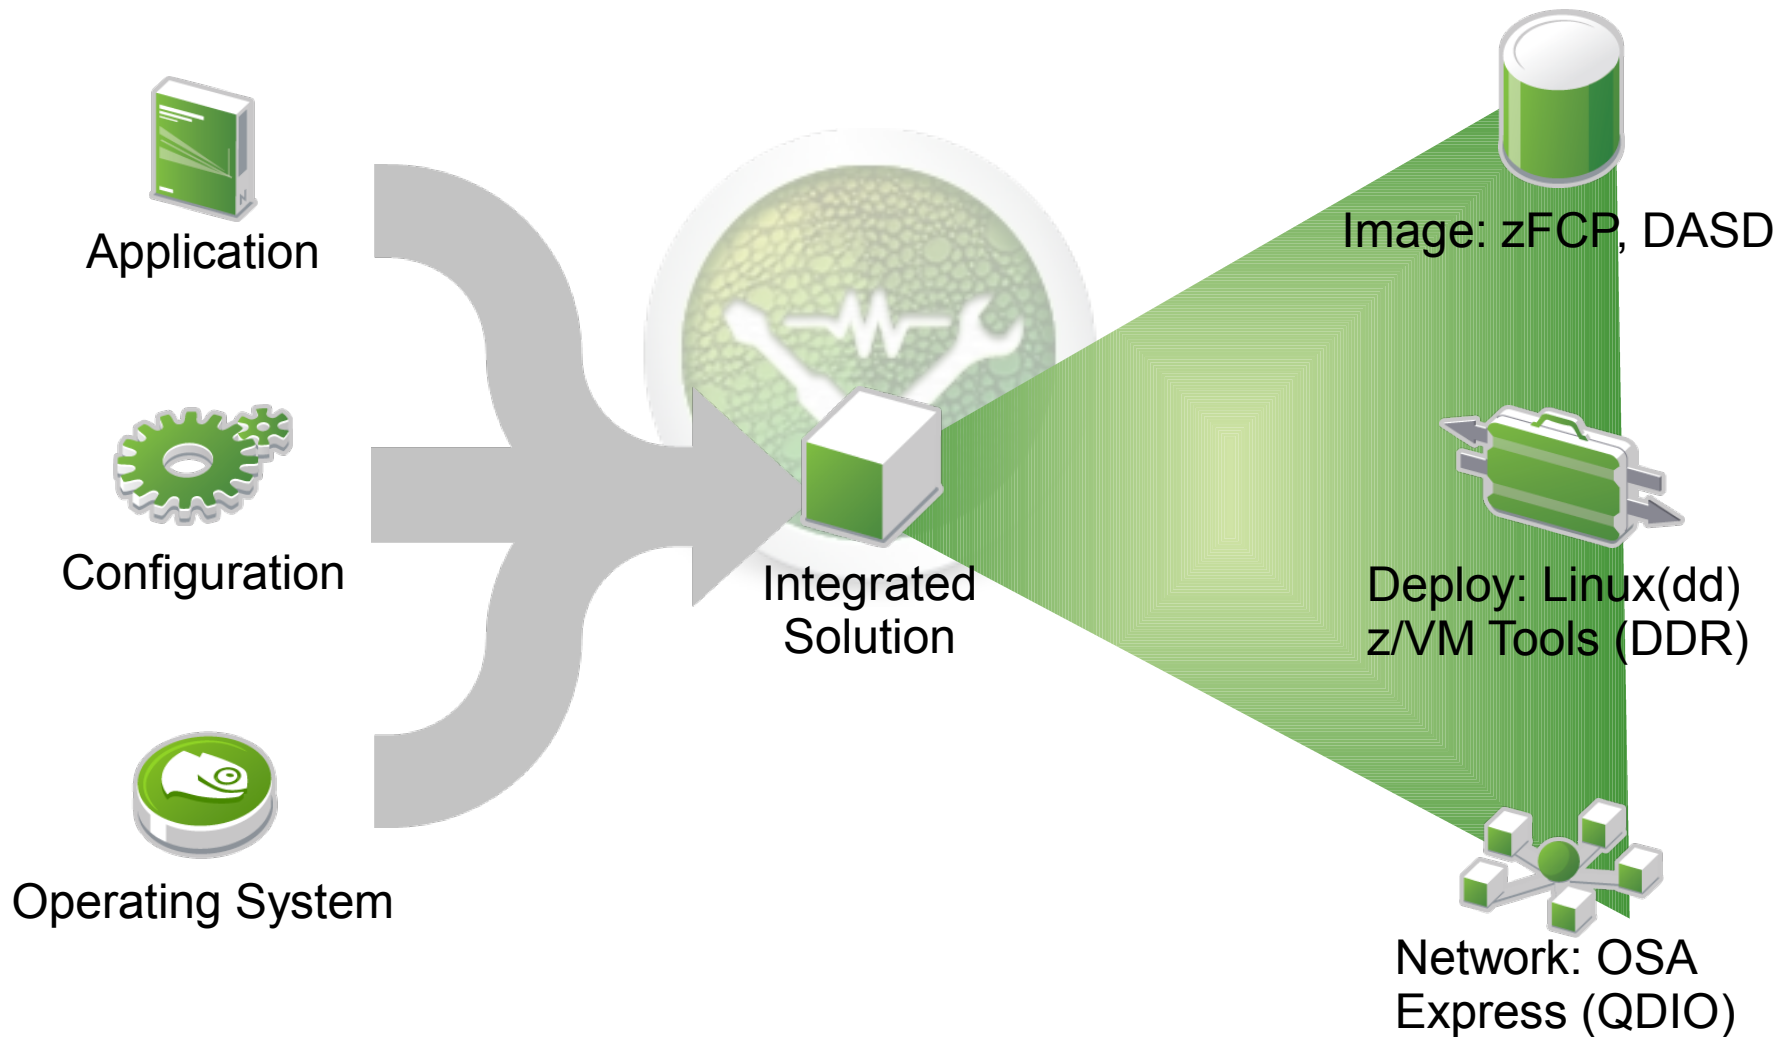 Application
Configuration
Operating System
Integrated
Solution
Image: zFCP, DASD
Deploy: Linux(dd)
z/VM Tools (DDR)
Network: OSA
Express (QDIO)